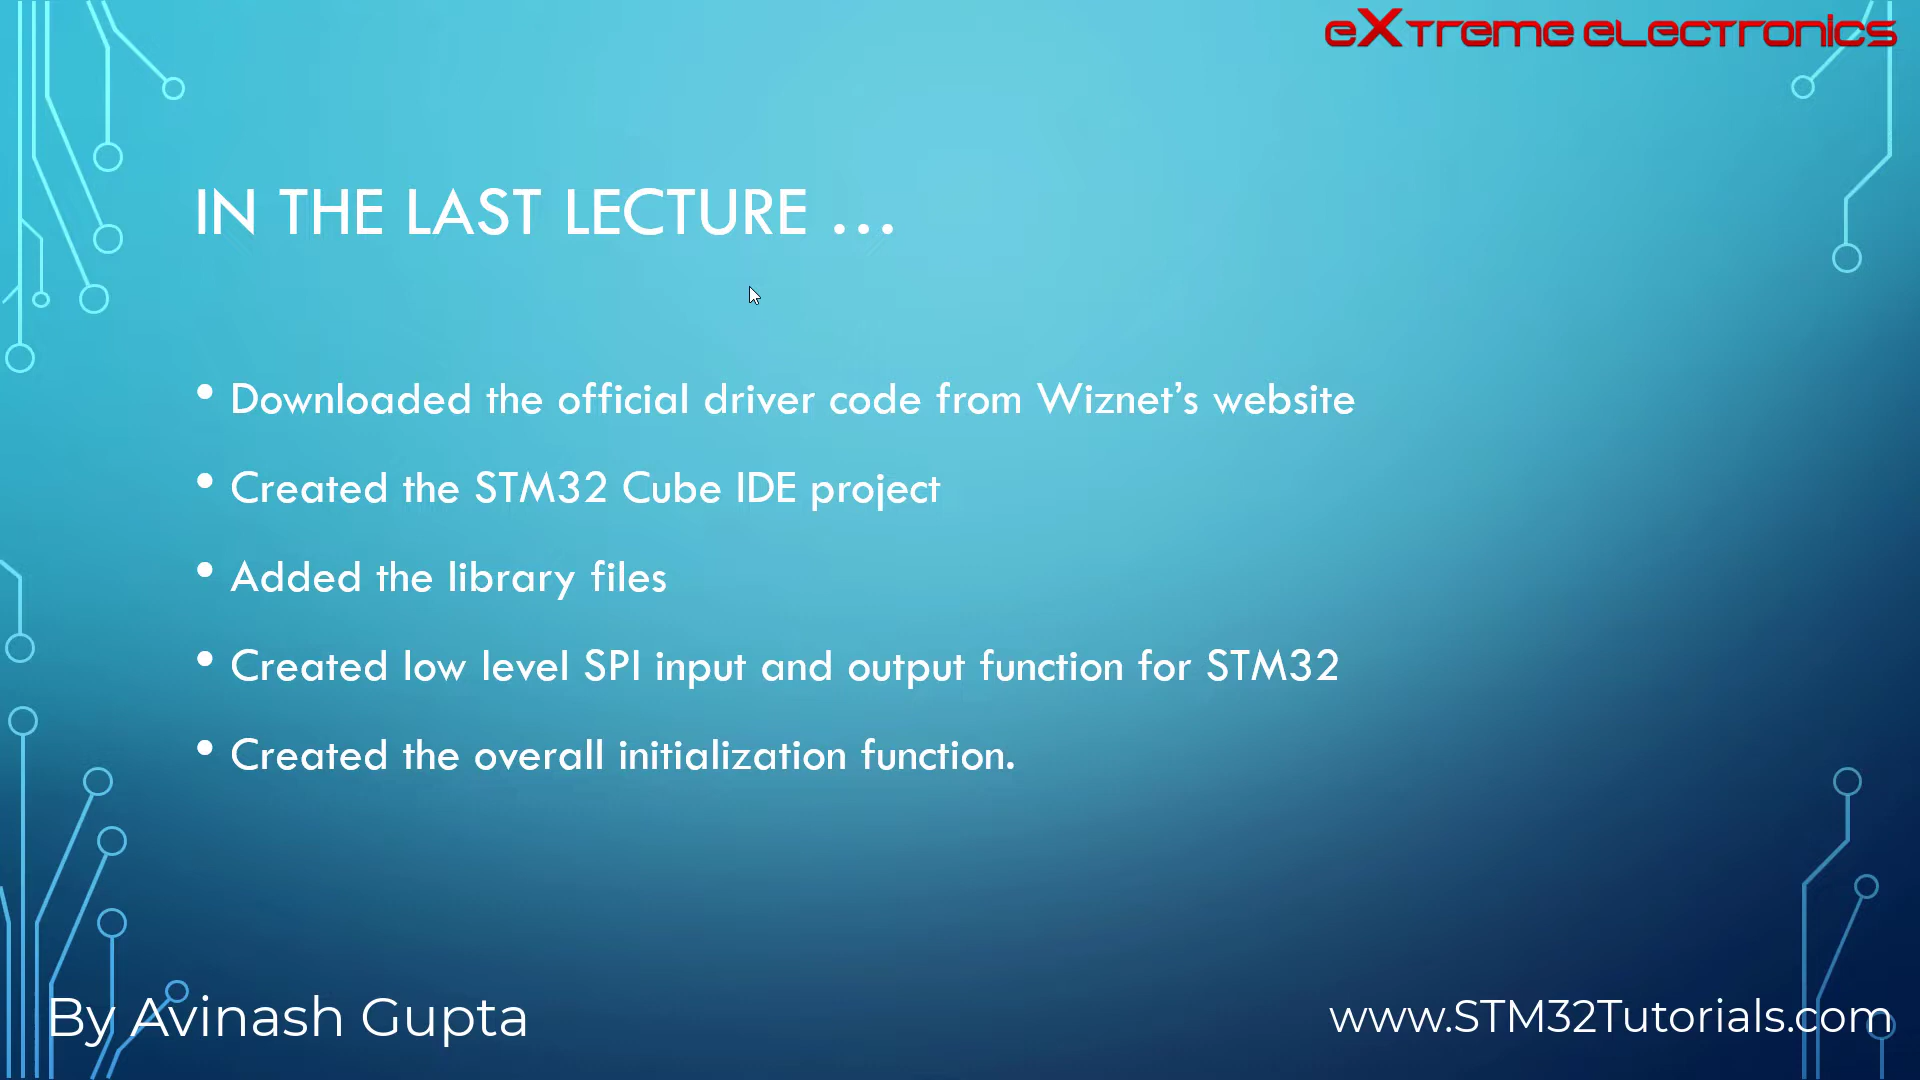 eXtreme eLectronics
IN THE LAST LECTURE ...
• Downloaded the official driver code from Wiznet’s website
• Created the STM32 Cube IDE project
• Added the library files
• Created low level SPI input and output function for STM32
• Created the overall initialization function.
By Avinash Gupta
www.STM32Tutorials.com